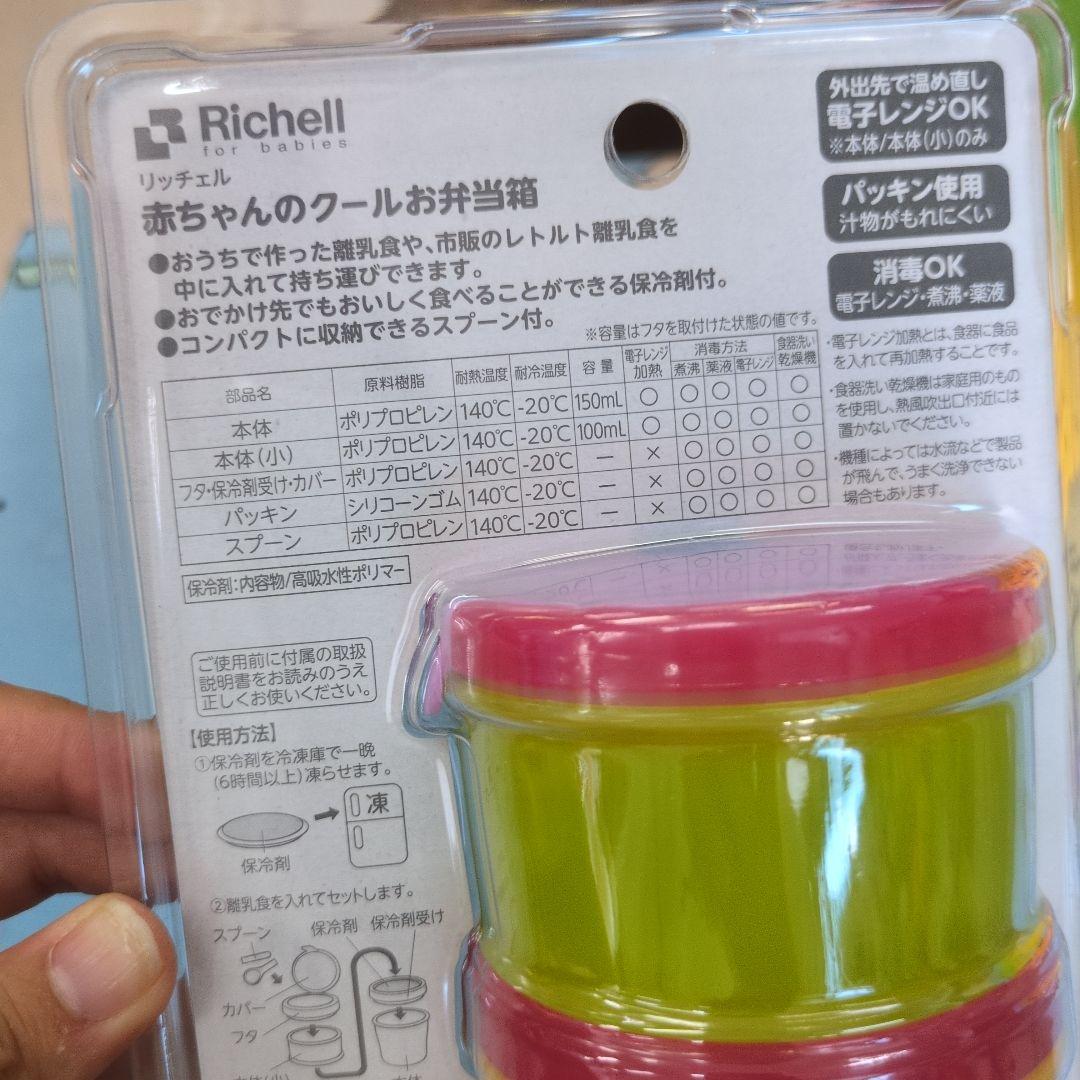 Richell
for babies
リッチェル
赤ちゃんのクールお弁当箱
●おうちで作った離乳食や、市販のレトルト離乳食を
中に入れて持ち運びできます。
●おでかけ先でもおいしく食べることができる保冷剤付。
●コンパクトに収納できるスプーン付。
外出先で温め直し
電子レンジOK
※本体/本体(小)のみ
パッキン使用
汁物がもれにくい
消毒OK
電子レンジ・煮沸・薬液
※容量はフタを取付けた状態の値です。
部品名 原料樹脂 耐熱温度 耐冷温度 容量 電子レンジ加熱 消毒方法 煮沸 薬液 電子レンジ 食器洗い乾燥機
本体 ポリプロピレン 140℃ -20℃ 150mL ○ ○ ○ ○ ○
本体(小) ポリプロピレン 140℃ -20℃ 100mL ○ ○ ○ ○ ○
フタ・保冷剤受け・カバー ポリプロピレン 140℃ -20℃ ー × ○ ○ ○ ○
パッキン シリコーンゴム 140℃ -20℃ ー × ○ ○ ○ ○
スプーン ポリプロピレン 140℃ -20℃ ー × ○ ○ ○ ○
・電子レンジ加熱とは、食器に食品
を入れて再加熱することです。
・食器洗い乾燥機は家庭用のもの
を使用し、熱風吹出口付近には
置かないでください。
・機種によっては水流などで製品
が飛んで、うまく洗浄できない
場合もあります。
保冷剤:内容物/高吸水性ポリマー
ご使用前に付属の取扱
説明書をお読みのうえ
正しくお使いください。
【使用方法】
①保冷剤を冷凍庫で一晩
(6時間以上)凍らせます。
凍
保冷剤
②離乳食を入れてセットします。
スプーン 保冷剤 保冷剤受け
カバー
フタ
本体(小) 本体